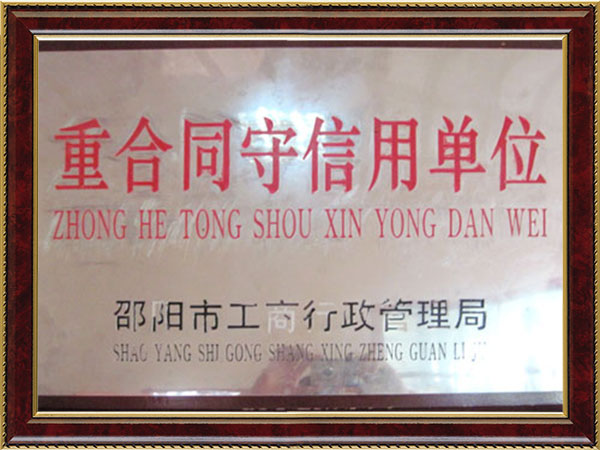 重合同守信用单位
ZHONG HE TONG SHOU XIN YONG DAN WEI
邵阳市工商行政管理局
SHAO YANG SHI GONG SHANG XING ZHENG GUAN LI